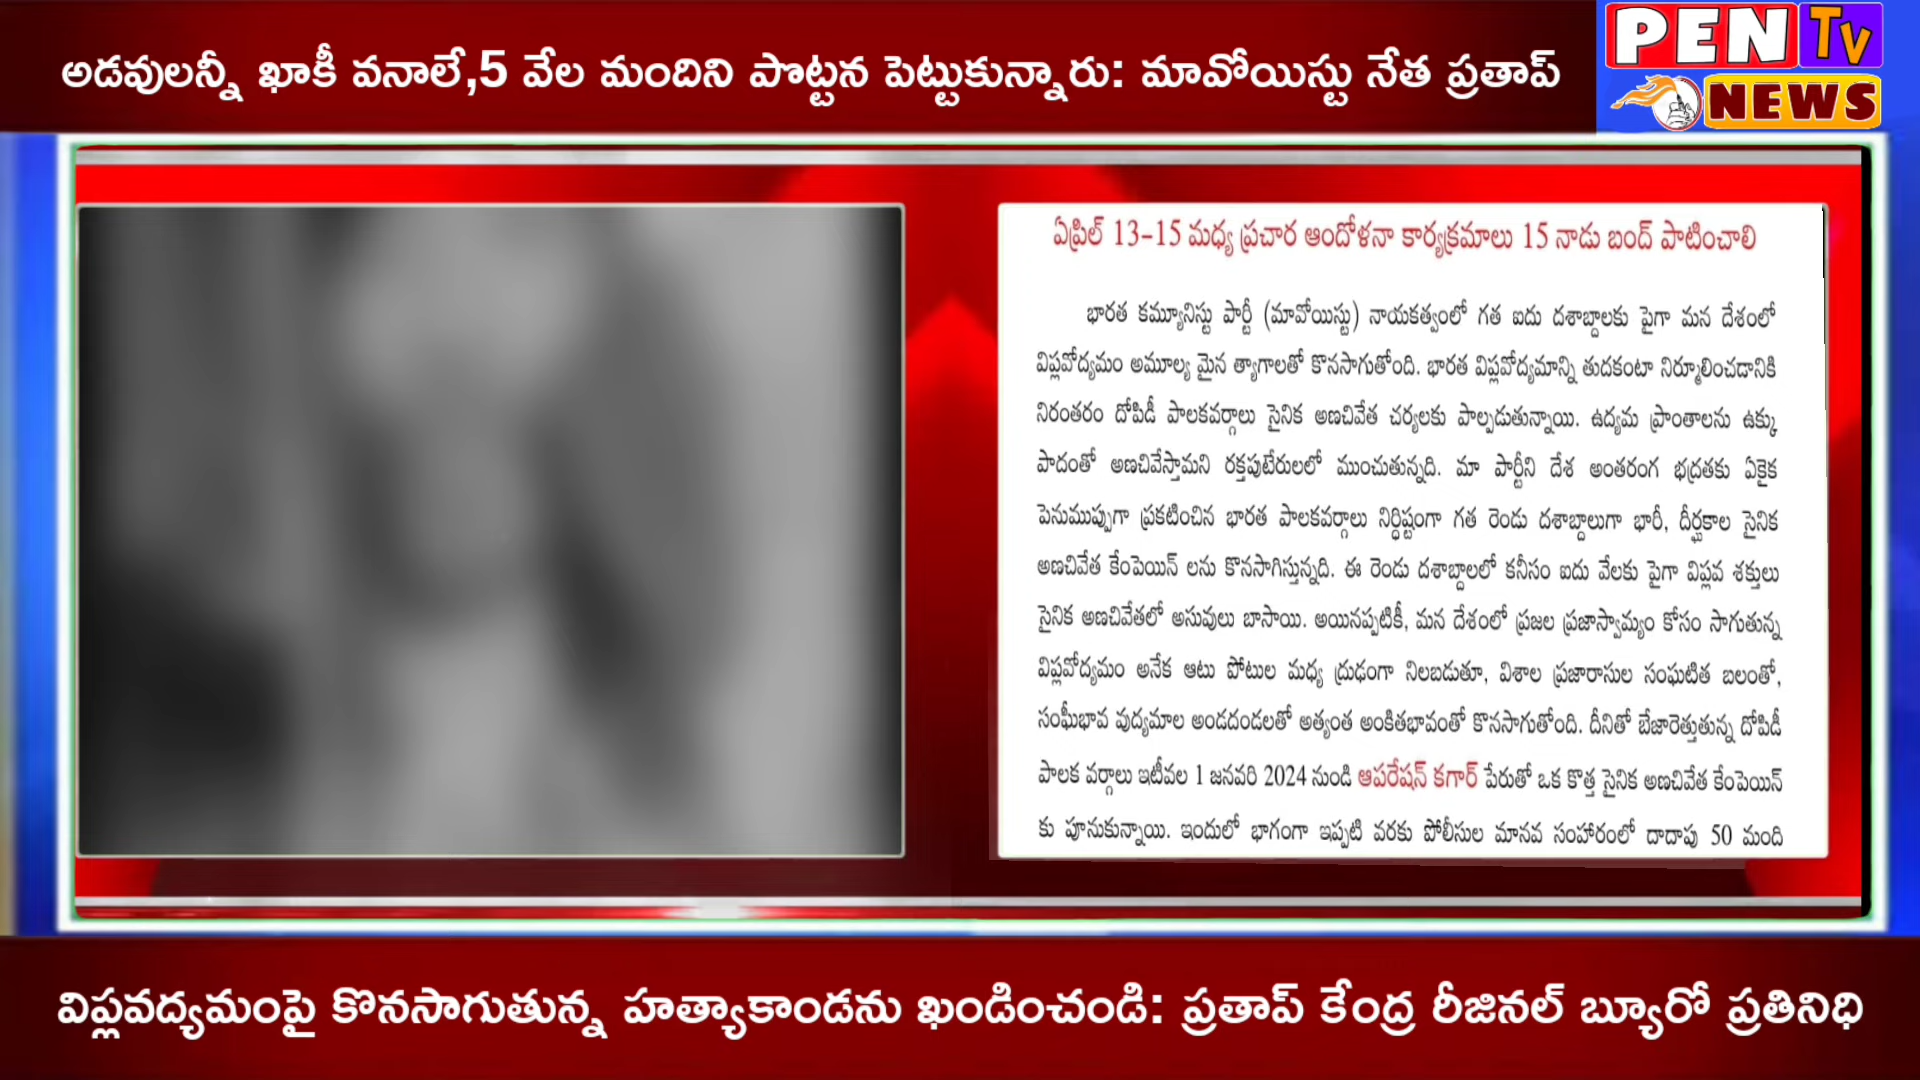 అడవులన్నీ ఖాకీ వనాలే,5 వేల మందిని పొట్టన పెట్టుకున్నారు: మావోయిస్టు నేత ప్రతాప్
PEN TV
NEWS
ఏప్రిల్ 13-15 మధ్య ప్రచార ఆందోళనా కార్యక్రమాలు 15 నాడు బంద్ పాటించాలి
భారత కమ్యూనిస్టు పార్టీ (మావోయిస్టు) నాయకత్వంలో గత ఐదు దశాబ్దాలకు పైగా మన దేశంలో
విప్లవోద్యమం అమూల్య మైన త్యాగాలతో కొనసాగుతోంది. భారత విప్లవోద్యమాన్ని తుదకంటా నిర్మూలించడానికి
నిరంతరం దోపిడీ పాలకవర్గాలు సైనిక అణచివేత చర్యలకు పాల్పడుతున్నాయి. ఉద్యమ ప్రాంతాలను ఉక్కు
పాదంతో అణచివేస్తామని రక్తపుటేరులలో ముంచుతున్నది. మా పార్టీని దేశ అంతరంగ భద్రతకు ఏకైక
పెనుముప్పుగా ప్రకటించిన భారత పాలకవర్గాలు నిర్ధిష్టంగా గత రెండు దశాబ్దాలుగా భారీ, దీర్ఘకాల సైనిక
అణచివేత కేంపెయిన్ లను కొనసాగిస్తున్నది. ఈ రెండు దశాబ్దాలలో కనీసం ఐదు వేలకు పైగా విప్లవ శక్తులు
సైనిక అణచివేతలో అసువులు బాసాయి. అయినప్పటికీ, మన దేశంలో ప్రజల ప్రజాస్వామ్యం కోసం సాగుతున్న
విప్లవోద్యమం అనేక ఆటు పోటుల మధ్య ద్రుఢంగా నిలబడుతూ, విశాల ప్రజారాసుల సంఘటిత బలంతో,
సంఘీభావ వుద్యమాల అండదండలతో అత్యంత అంకితభావంతో కొనసాగుతోంది. దీనితో బేజారెత్తుతున్న దోపిడీ
పాలక వర్గాలు ఇటీవల 1 జనవరి 2024 నుండి ఆపరేషన్ కగార్ పేరుతో ఒక కొత్త సైనిక అణచివేత కేంపెయిన్
కు పూనుకున్నాయి. ఇందులో భాగంగా ఇప్పటి వరకు పోలీసుల మానవ సంహారంలో దాదాపు 50 మంది
విప్లవద్యమంపై కొనసాగుతున్న హత్యాకాండను ఖండించండి: ప్రతాప్ కేంద్ర రీజినల్ బ్యూరో ప్రతినిధి